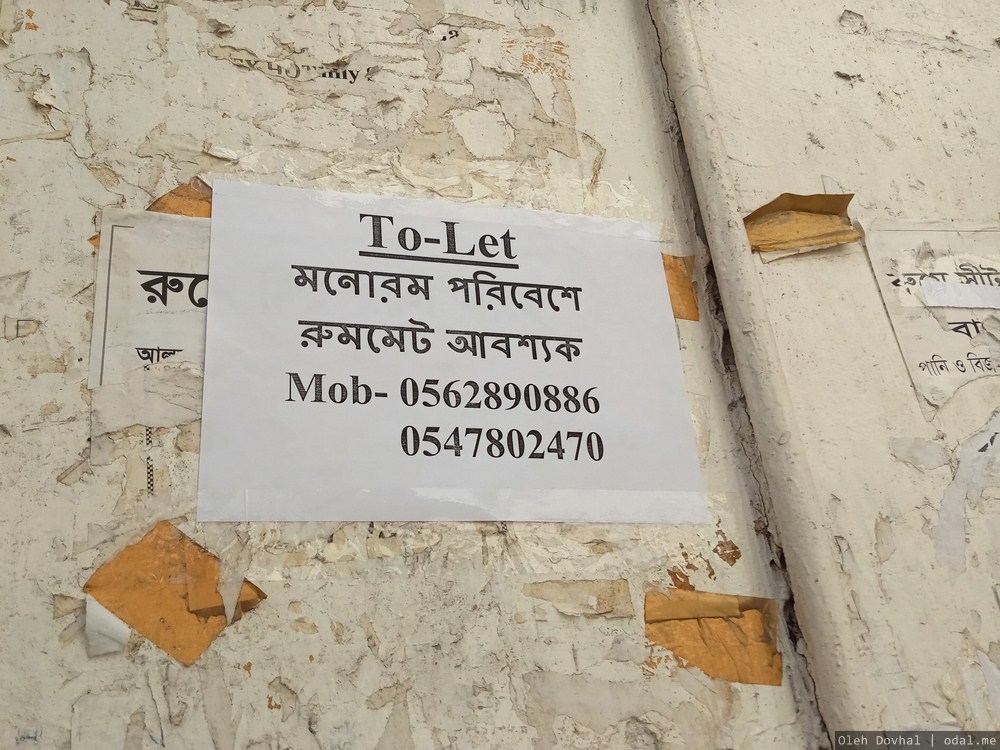 To-Let
মনোরম পরিবেশে
রুমমেট আবশ্যক
Mob- 0562890886
0547802470
পানি ও
Oleh Dovhal | odal.me